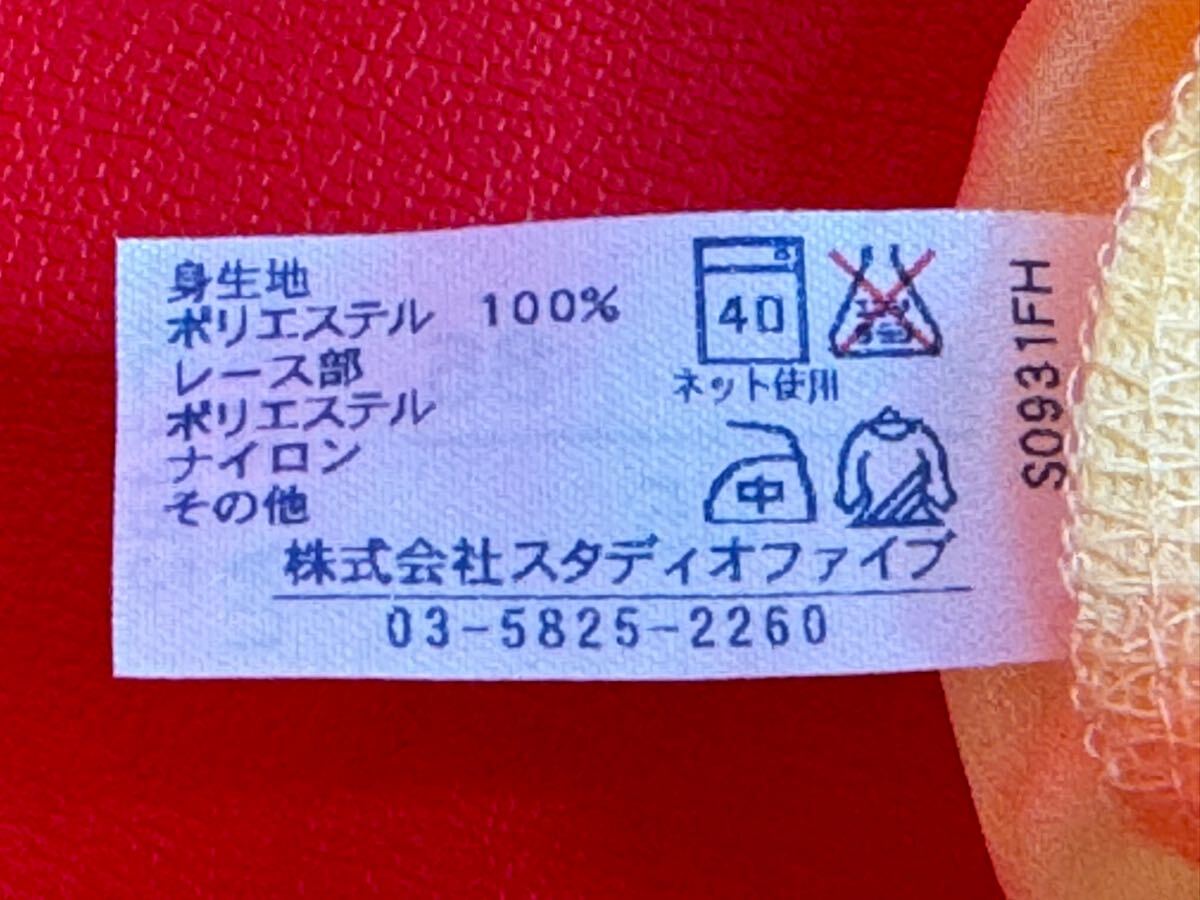 身生地
ポリエステル 100%
レース部
ポリエステル
ナイロン
その他
40
ネット使用
中
株式会社スタディオファイブ
03-5825-2260
S0931FH